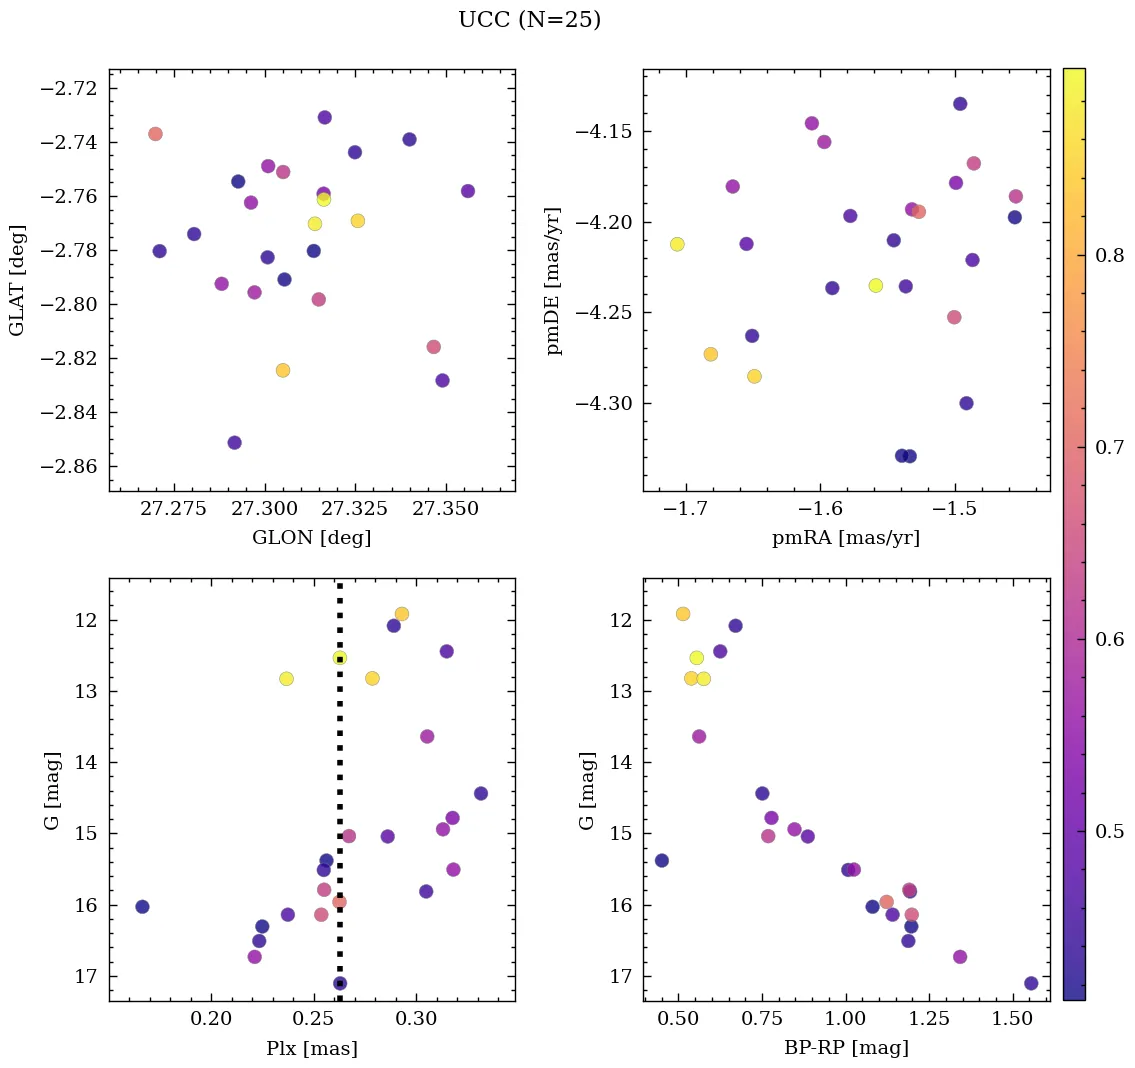 UCC (N=25)
−2.72
−2.74
−2.76
−2.78
−2.80
−2.82
−2.84
−2.86
GLAT [deg]
27.275 27.300 27.325 27.350
GLON [deg]
−4.15
−4.20
−4.25
−4.30
pmDE [mas/yr]
−1.7 −1.6 −1.5
pmRA [mas/yr]
12
13
14
15
16
17
G [mag]
0.20 0.25 0.30
Plx [mas]
12
13
14
15
16
17
G [mag]
0.50 0.75 1.00 1.25 1.50
BP-RP [mag]
0.8
0.7
0.6
0.5